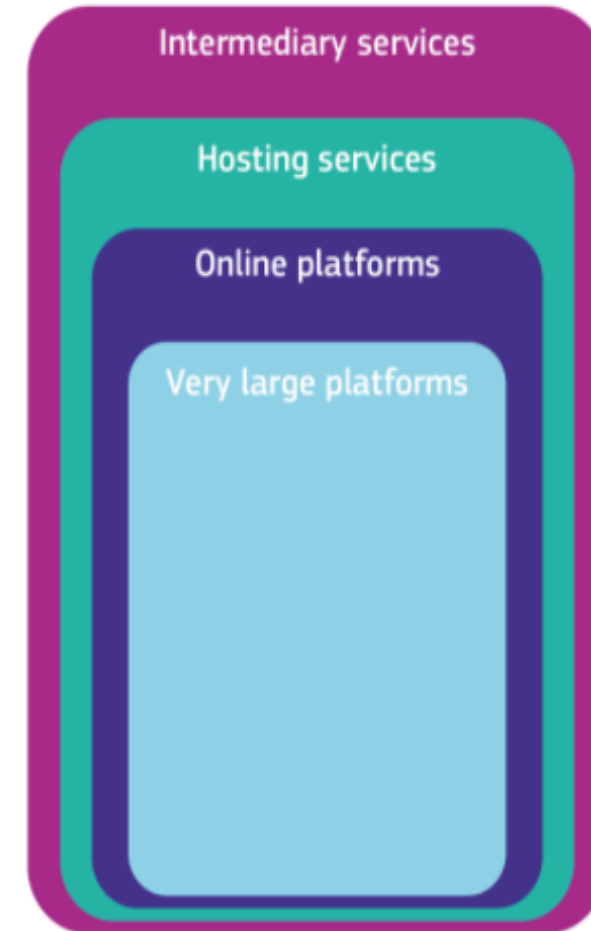 Intermediary services
Hosting services
Online platforms
Very large platforms